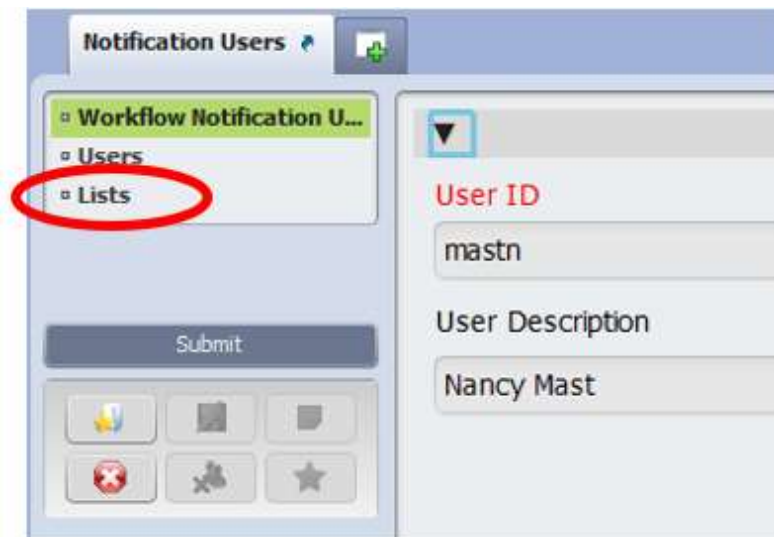 Notification Users
Workflow Notification U...
Users
Lists
Submit
User ID
mastn
User Description
Nancy Mast